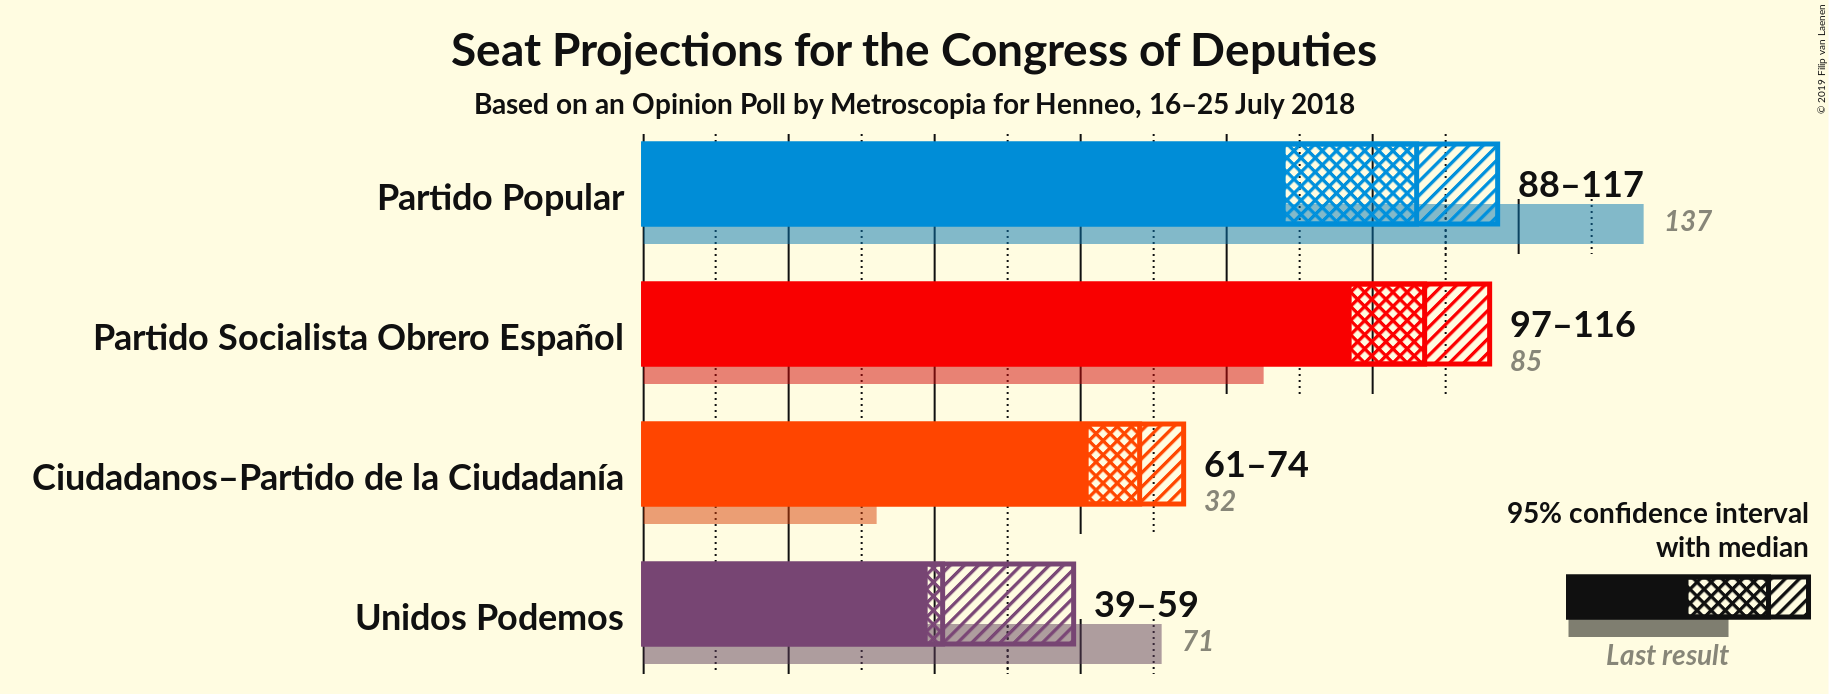 Seat Projections for the Congress of Deputies
Based on an Opinion Poll by Metroscopia for Henneo, 16–25 July 2018
© 2019 Filip van Laenen
Partido Popular
88–117
137
Partido Socialista Obrero Español
97–116
85
Ciudadanos–Partido de la Ciudadanía
61–74
32
Unidos Podemos
39–59
71
95% confidence interval
with median
Last result